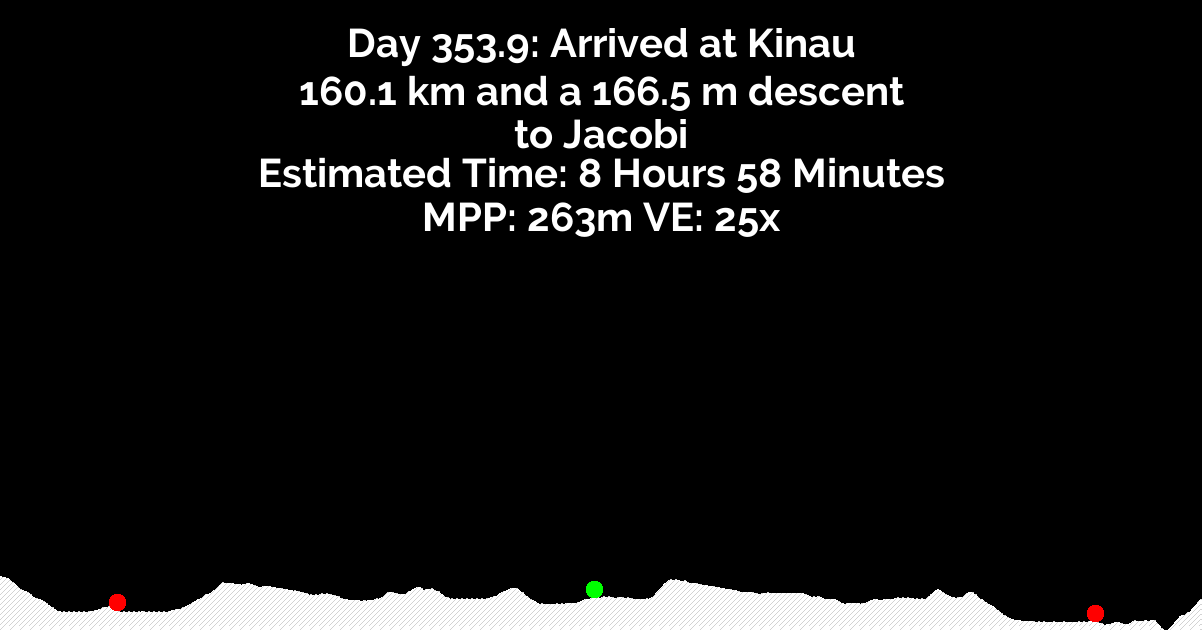 Day 353.9: Arrived at Kinau
160.1 km and a 166.5 m descent
to Jacobi
Estimated Time: 8 Hours 58 Minutes
MPP: 263m VE: 25x